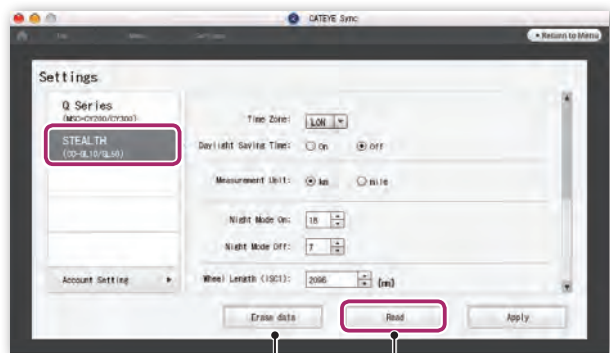 CATEYE Sync
Return to Menu
Settings
Q Series
(MSC-CY200/CY300)
STEALTH
(CO-GL10/GL50)
Account Setting
Time Zone: LON
Daylight Saving Time: On Off
Measurement Unit: km mile
Night Mode On: 18
Night Mode Off: 7
Wheel Length (ISC1): 2096 (mm)
Erase data Read Apply